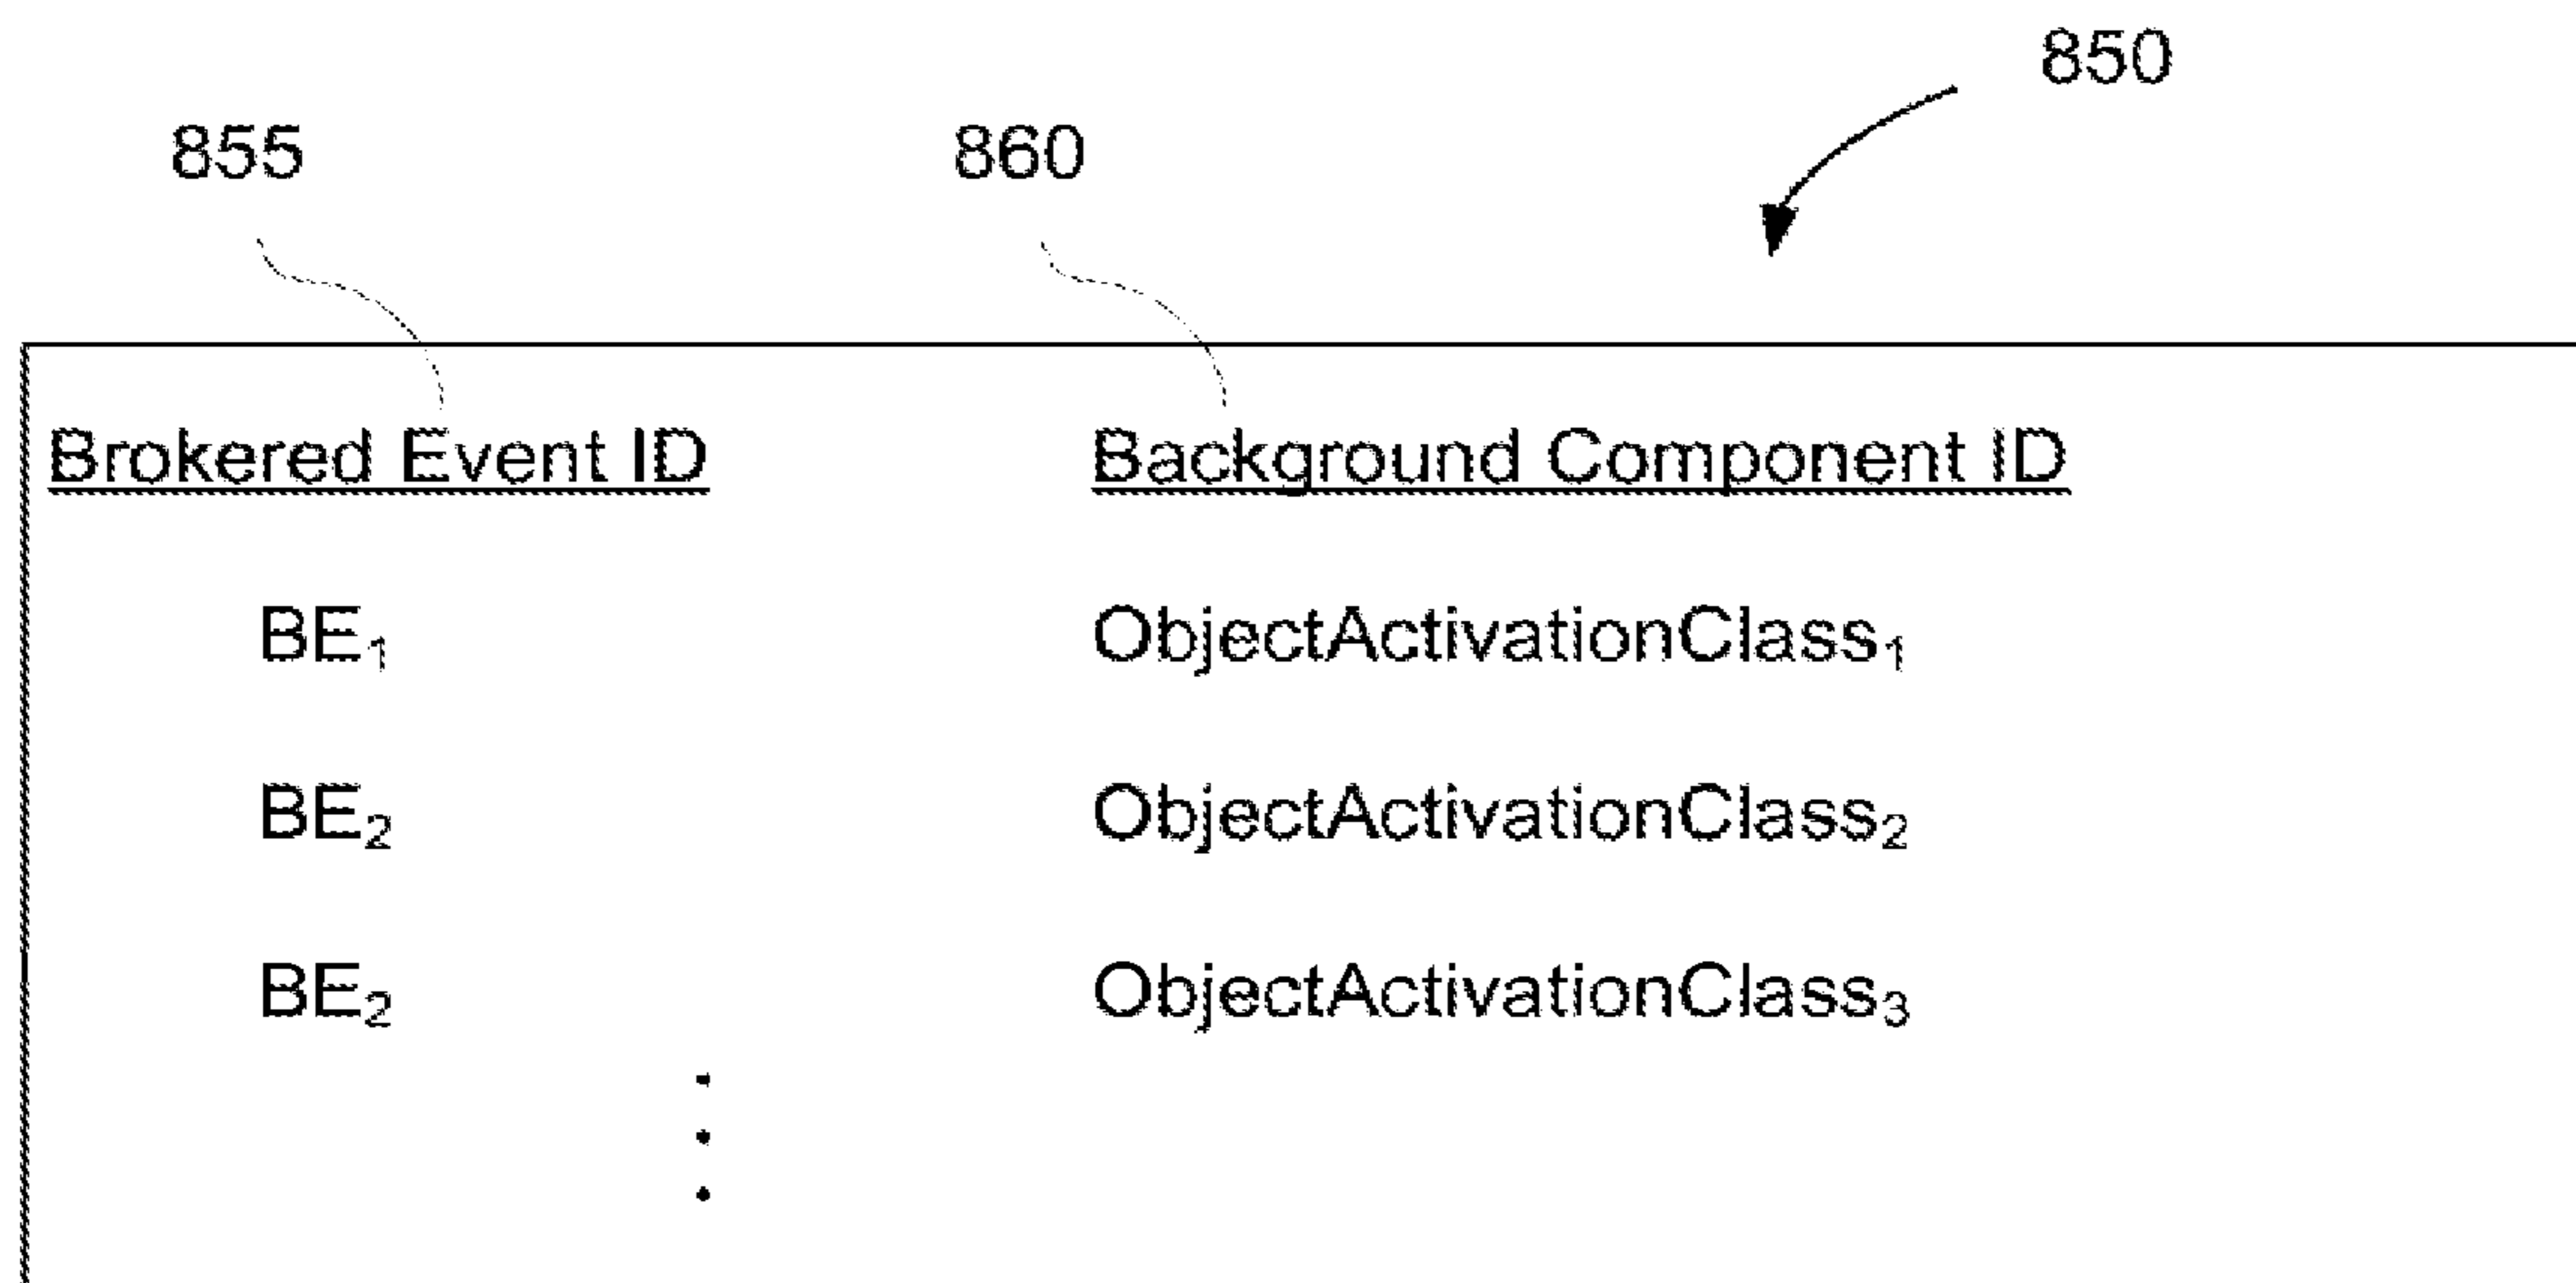 850
855 860
Brokered Event ID Background Component ID
BE₁ ObjectActivationClass₁
BE₂ ObjectActivationClass₂
BE₂ ObjectActivationClass₃